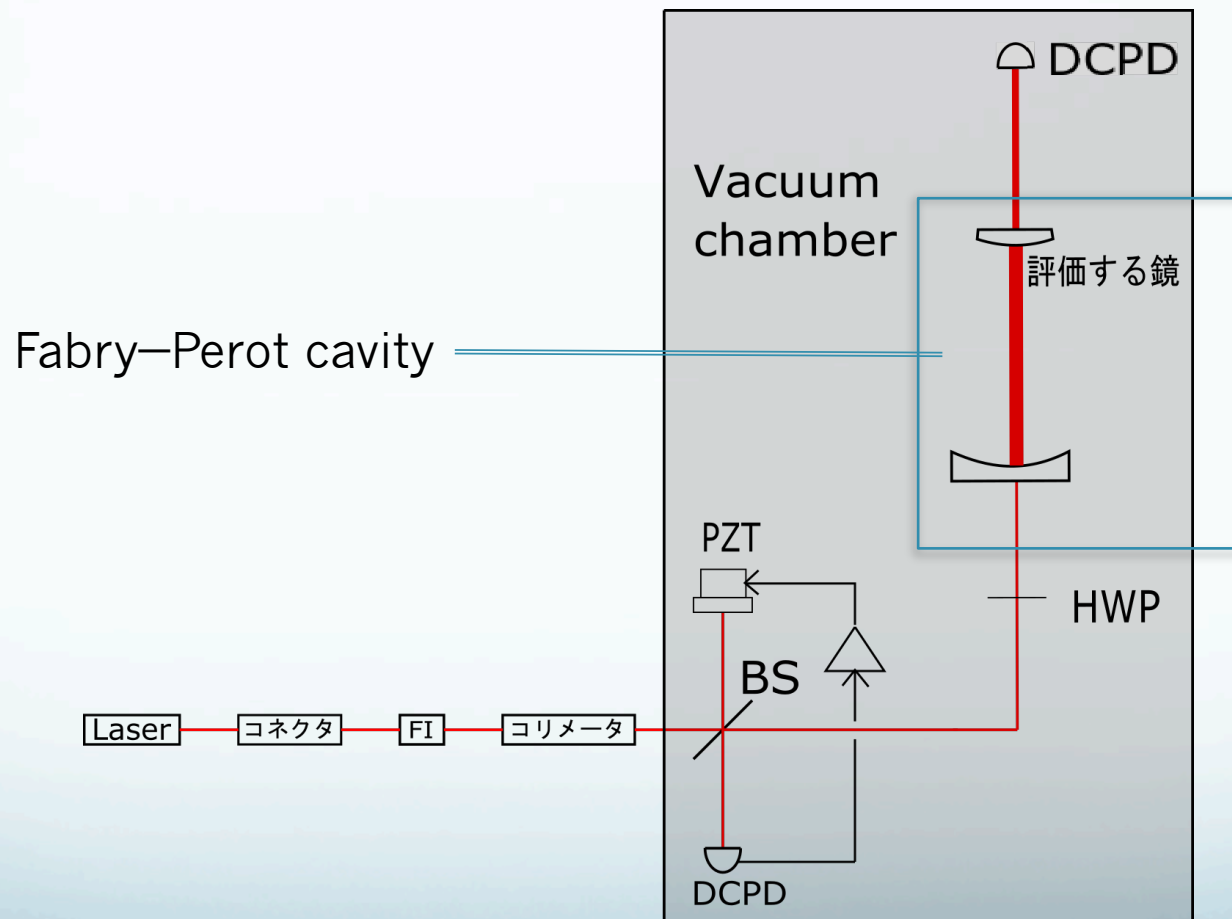 DCPD
Vacuum
chamber
評価する鏡
Fabry–Perot cavity
PZT
HWP
BS
Laser
コネクタ
FI
コリメータ
DCPD